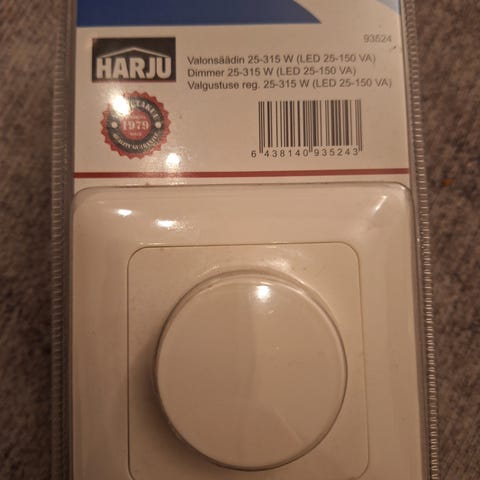 HARJU
93524
Valonsäädin 25-315 W (LED 25-150 VA)
Dimmer 25-315 W (LED 25-150 VA)
Valgustuse reg. 25-315 W (LED 25-150 VA)
1979
6 438140 935243